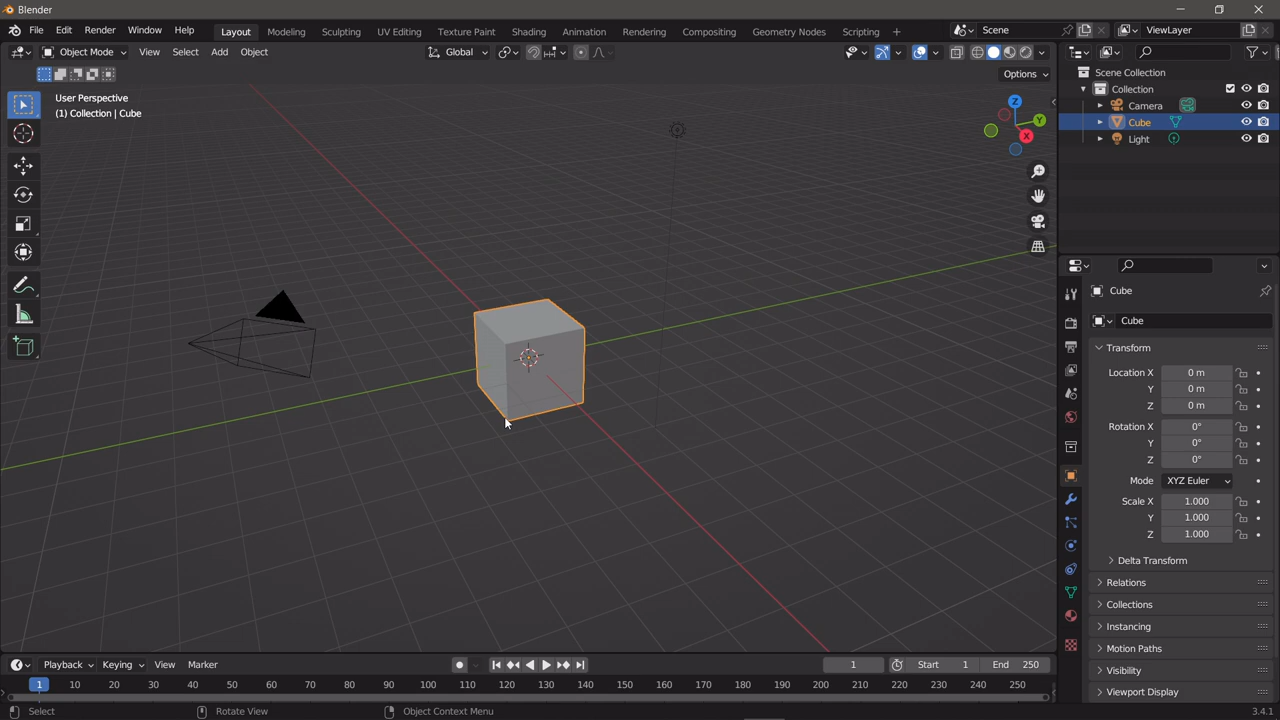 Blender
File Edit Render Window Help Layout Modeling Sculpting UV Editing Texture Paint Shading Animation Rendering Compositing Geometry Nodes Scripting + Scene ViewLayer
Object Mode View Select Add Object Global
Options
User Perspective
(1) Collection | Cube
Z
Y
X
Scene Collection
Collection
Camera
Cube
Light
Cube
Cube
Transform
Location X 0 m
Y 0 m
Z 0 m
Rotation X 0°
Y 0°
Z 0°
Mode XYZ Euler
Scale X 1.000
Y 1.000
Z 1.000
Delta Transform
Relations
Collections
Instancing
Motion Paths
Visibility
Viewport Display
Playback Keying View Marker 1 Start 1 End 250
1 10 20 30 40 50 60 70 80 90 100 110 120 130 140 150 160 170 180 190 200 210 220 230 240 250
Select Rotate View Object Context Menu 3.4.1